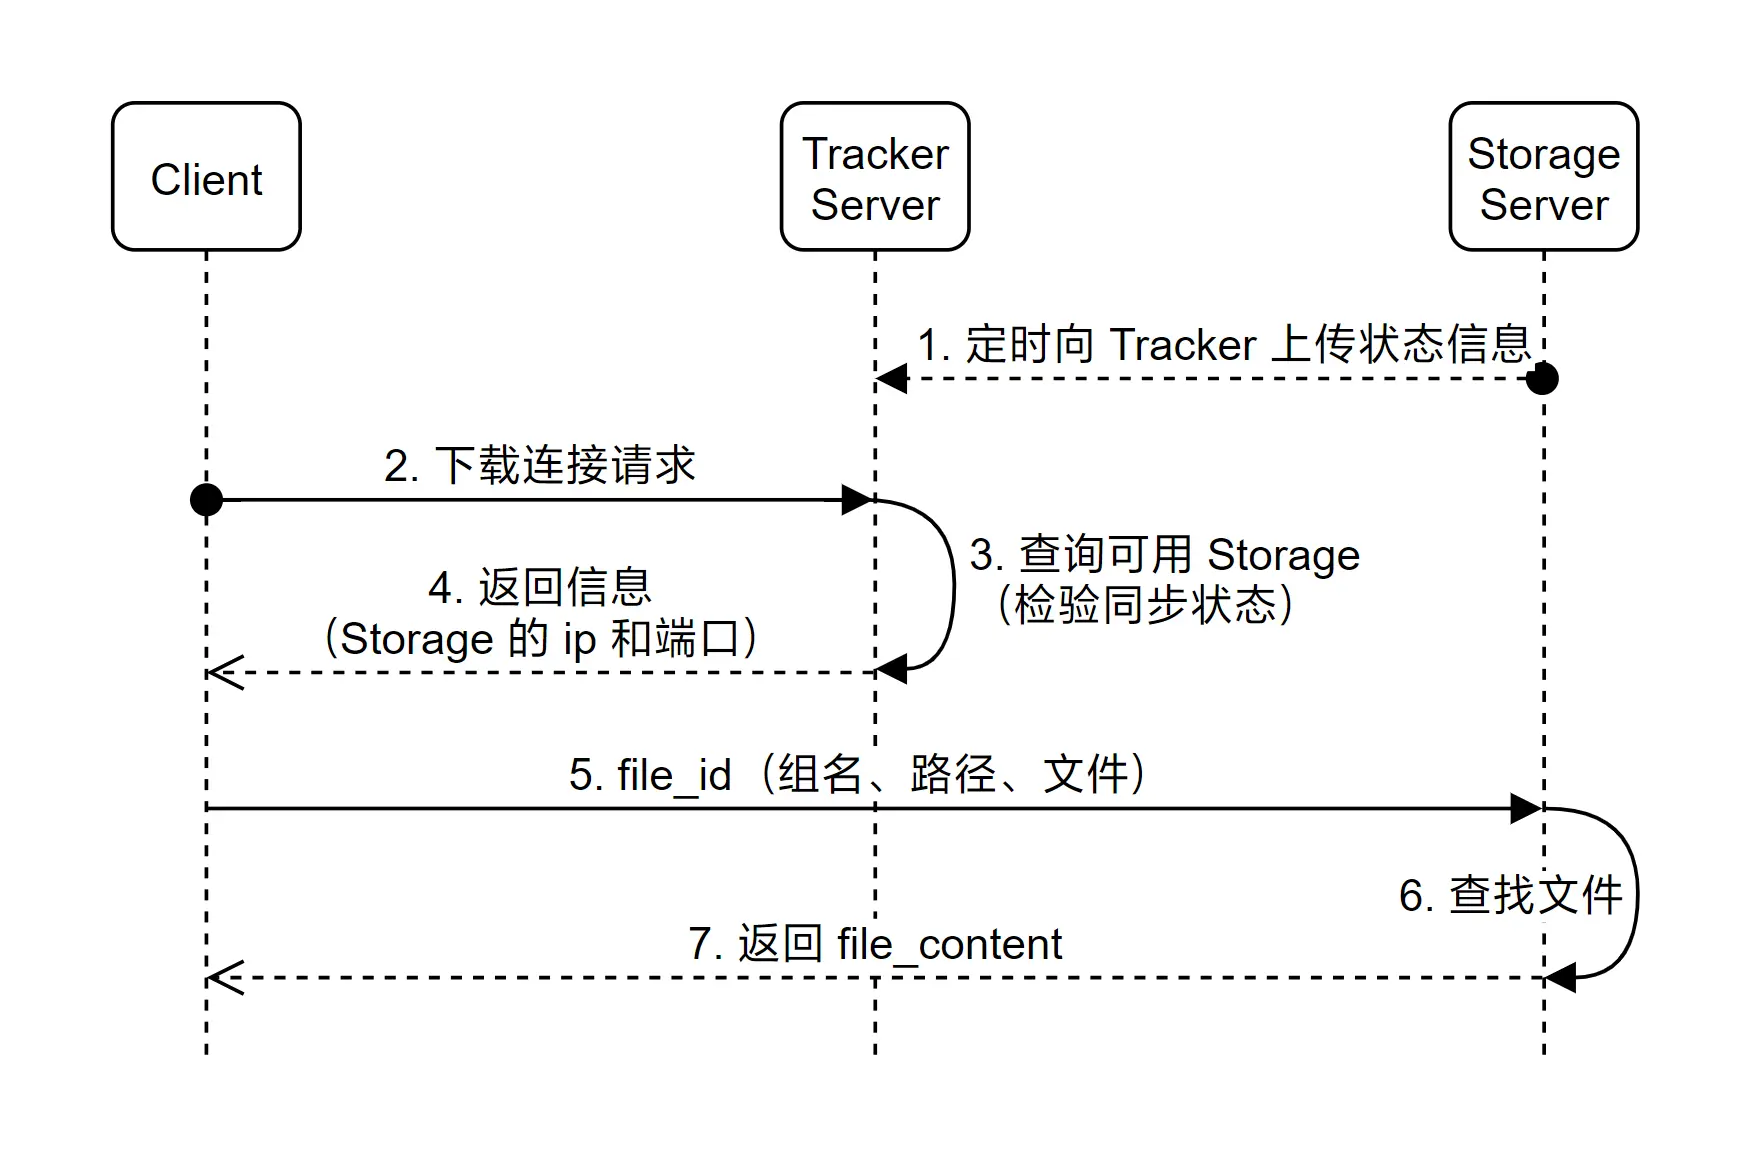 Client
Tracker
Server
Storage
Server
1. 定时向 Tracker 上传状态信息
2. 下载连接请求
3. 查询可用 Storage
（检验同步状态）
4. 返回信息
（Storage 的 ip 和端口）
5. file_id（组名、路径、文件）
6. 查找文件
7. 返回 file_content